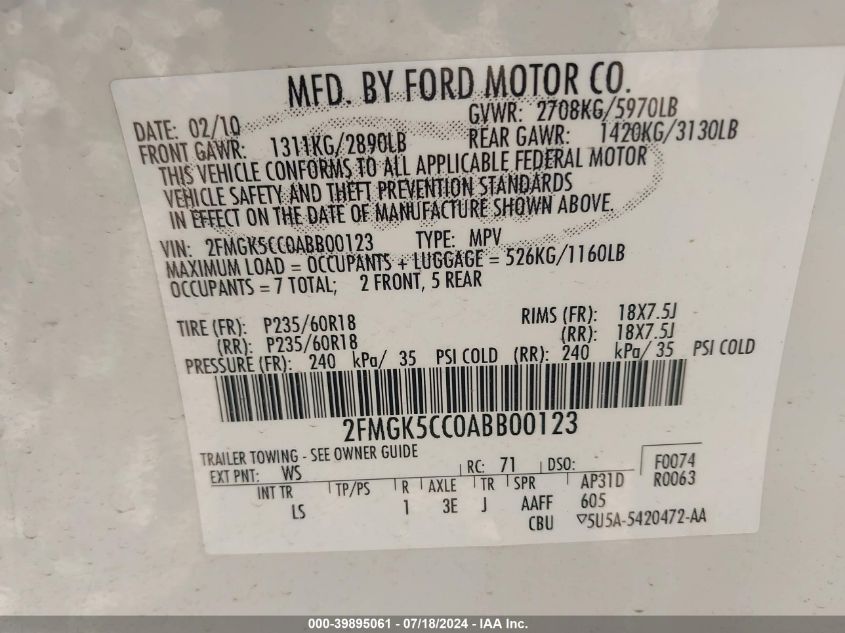 MFD. BY FORD MOTOR CO.
DATE: 02/10 GVWR: 2708KG/5970LB
FRONT GAWR: 1311KG/2890LB REAR GAWR: 1420KG/3130LB
THIS VEHICLE CONFORMS TO ALL APPLICABLE FEDERAL MOTOR
VEHICLE SAFETY AND THEFT PREVENTION STANDARDS
IN EFFECT ON THE DATE OF MANUFACTURE SHOWN ABOVE.
VIN: 2FMGK5CC0ABB00123 TYPE: MPV
MAXIMUM LOAD = OCCUPANTS + LUGGAGE = 526KG/1160LB
OCCUPANTS = 7 TOTAL; 2 FRONT, 5 REAR
TIRE (FR): P235/60R18 RIMS (FR): 18X7.5J
(RR): P235/60R18 (RR): 18X7.5J
PRESSURE (FR): 240 kPa/ 35 PSI COLD (RR): 240 kPa/ 35 PSI COLD
2FMGK5CC0ABB00123
TRAILER TOWING - SEE OWNER GUIDE
EXT PNT: WS RC: 71 DSO: F0074
R0063
INT TR TP/PS R AXLE TR SPR AP31D
LS 1 3E J AAFF 605
CBU ▽5U5A-5420472-AA
000-39895061 - 07/18/2024 - IAA Inc.